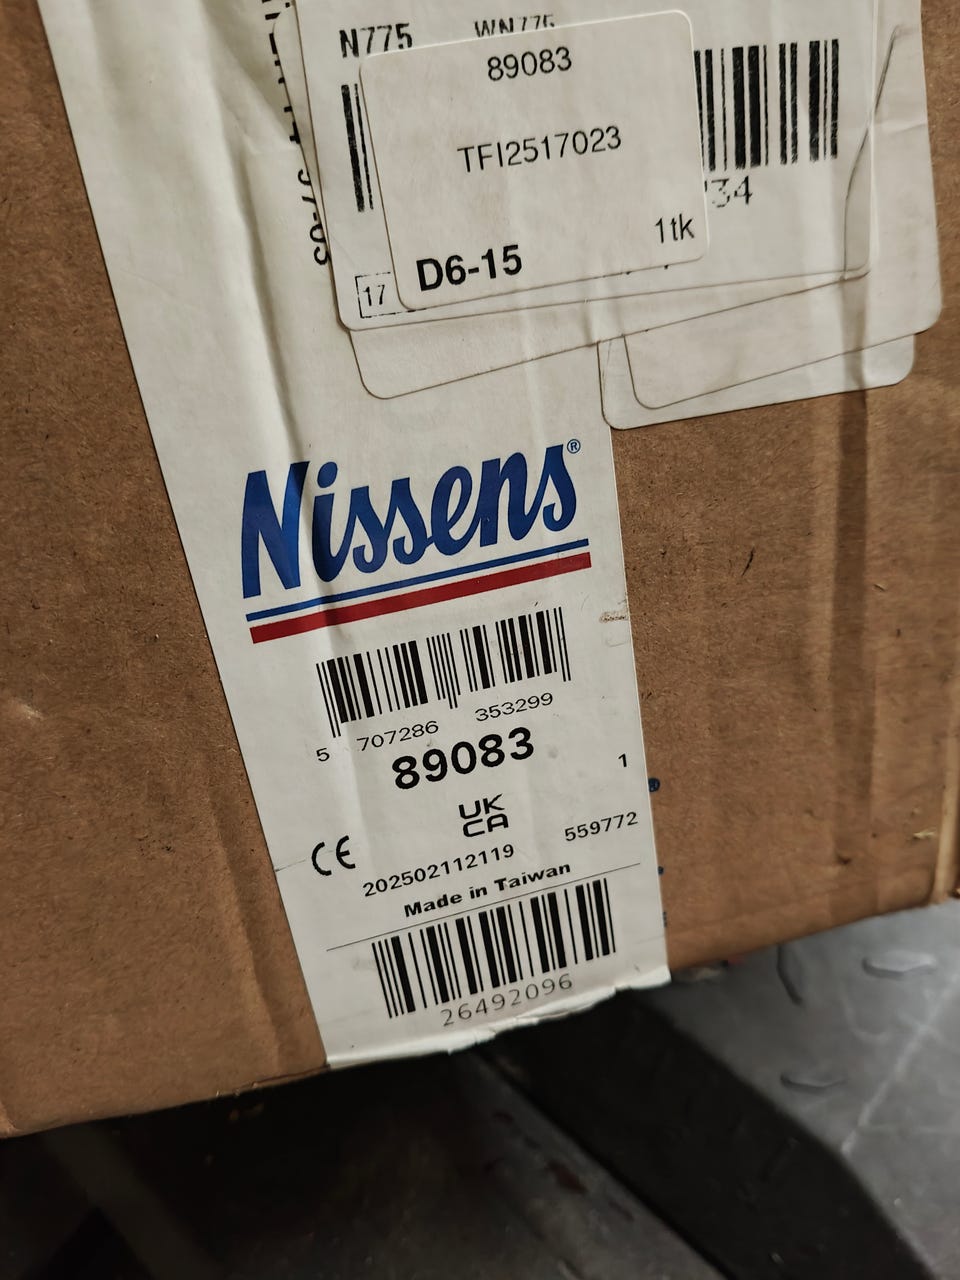 N775
89083
TFI2517023
34
1tk
D6-15
17
Nissens®
5 707286 353299
89083
1
UK
CA
CE
559772
202502112119
Made in Taiwan
26492096